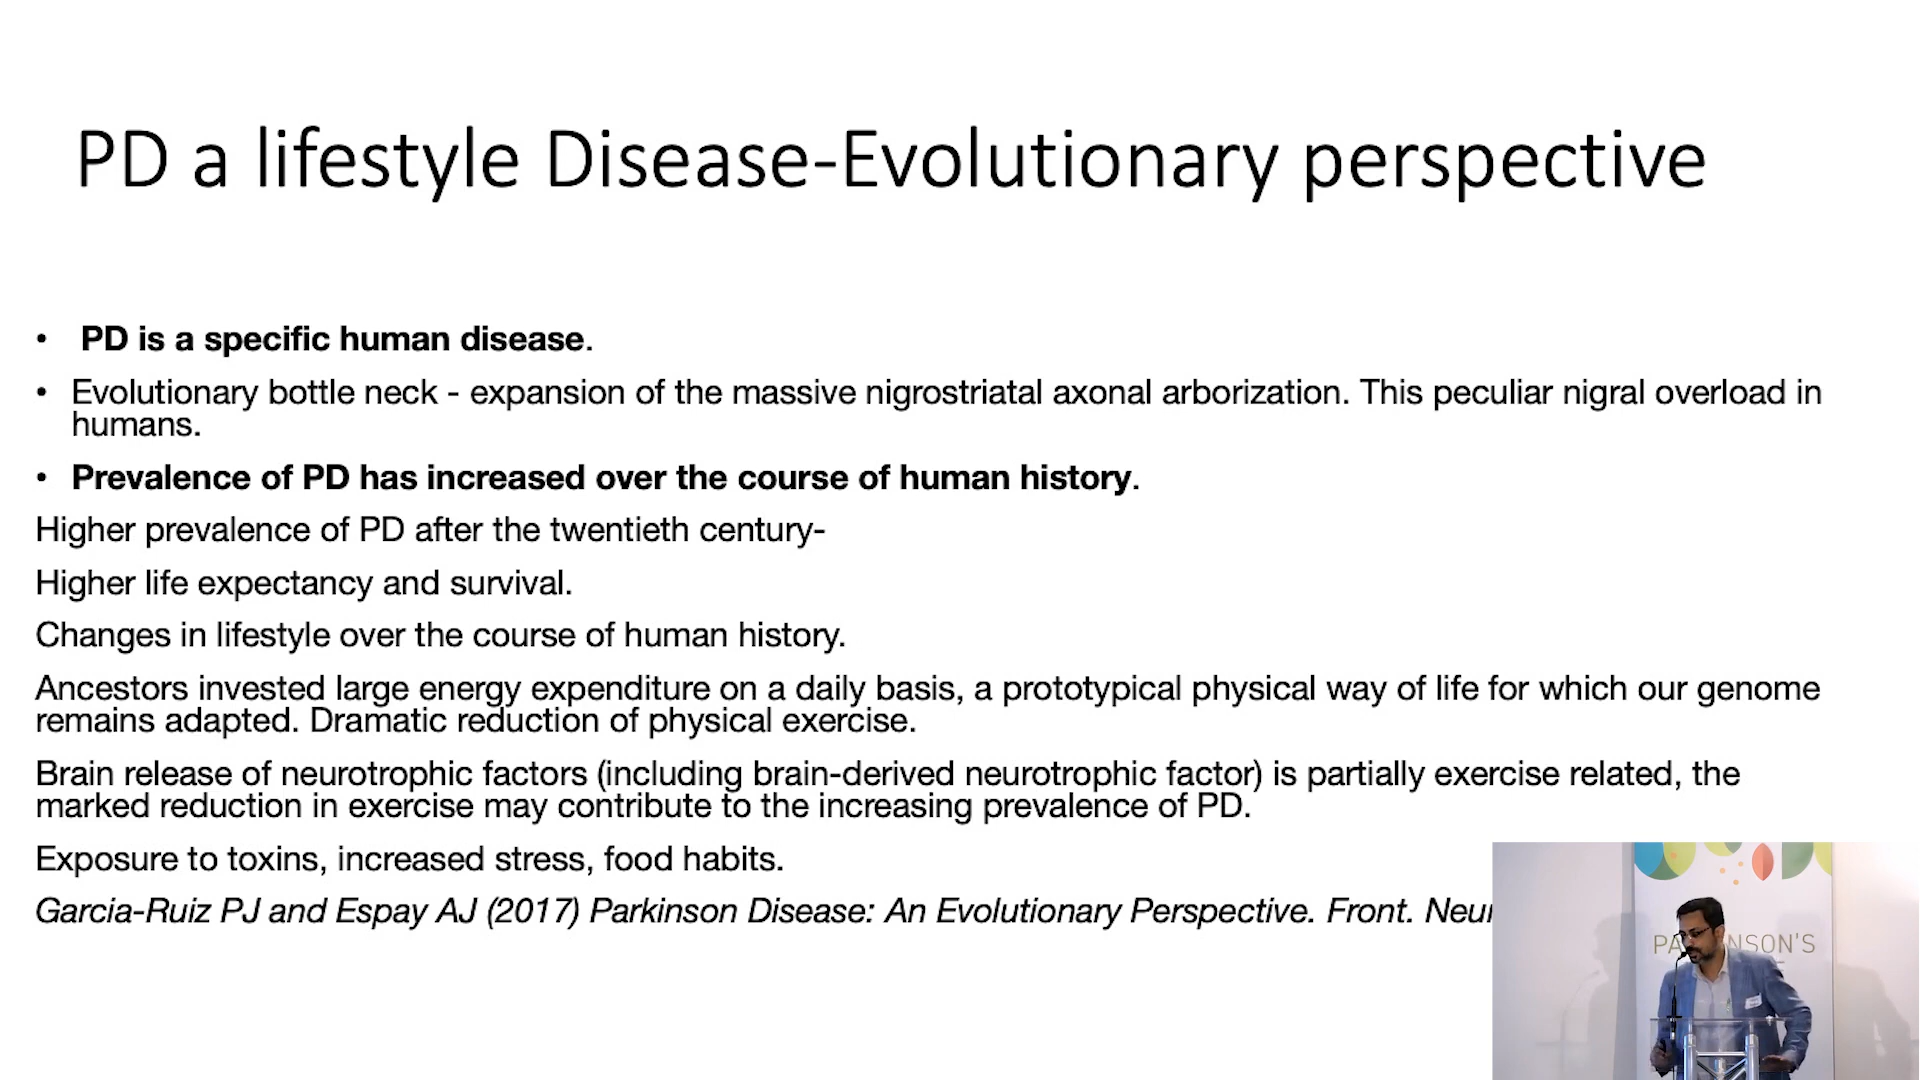 PD a lifestyle Disease-Evolutionary perspective
• PD is a specific human disease.
• Evolutionary bottle neck - expansion of the massive nigrostriatal axonal arborization. This peculiar nigral overload in
humans.
• Prevalence of PD has increased over the course of human history.
Higher prevalence of PD after the twentieth century-
Higher life expectancy and survival.
Changes in lifestyle over the course of human history.
Ancestors invested large energy expenditure on a daily basis, a prototypical physical way of life for which our genome
remains adapted. Dramatic reduction of physical exercise.
Brain release of neurotrophic factors (including brain-derived neurotrophic factor) is partially exercise related, the
marked reduction in exercise may contribute to the increasing prevalence of PD.
Exposure to toxins, increased stress, food habits.
Garcia-Ruiz PJ and Espay AJ (2017) Parkinson Disease: An Evolutionary Perspective. Front.